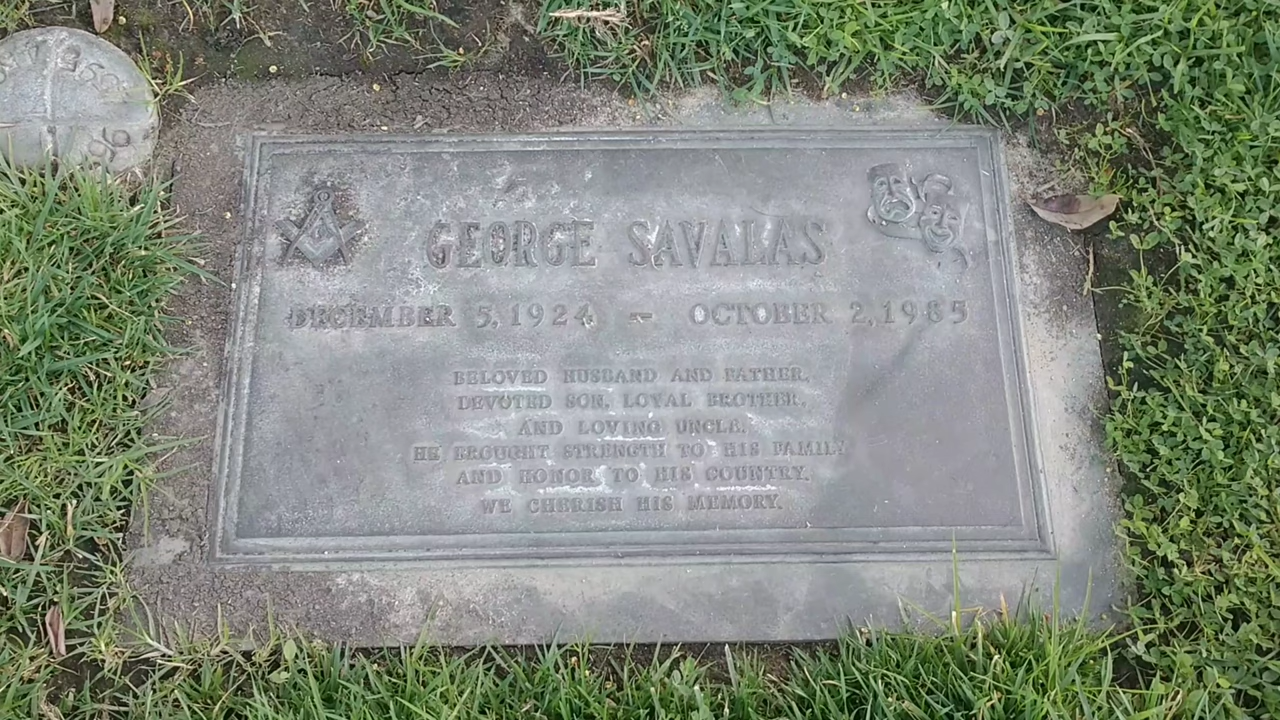 GEORGE SAVALAS
DECEMBER 5, 1924 – OCTOBER 2, 1985
BELOVED HUSBAND AND FATHER,
DEVOTED SON, LOYAL BROTHER,
AND LOVING UNCLE.
HE BROUGHT STRENGTH TO HIS FAMILY
AND HONOR TO HIS COUNTRY.
WE CHERISH HIS MEMORY.